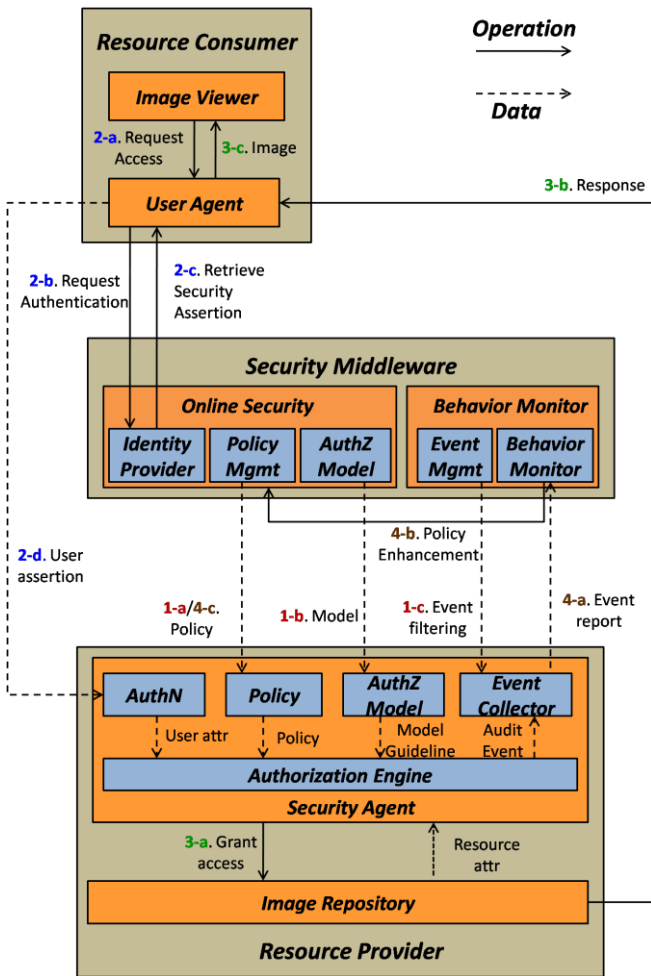 Resource Consumer
Operation
Data
Image Viewer
2-a. Request
Access
3-c. Image
User Agent
3-b. Response
2-b. Request
Authentication
2-c. Retrieve
Security
Assertion
Security Middleware
Online Security
Behavior Monitor
Identity
Provider
Policy
Mgmt
AuthZ
Model
Event
Mgmt
Behavior
Monitor
4-b. Policy
Enhancement
2-d. User
assertion
1-a/4-c.
Policy
1-b. Model
1-c. Event
filtering
4-a. Event
report
AuthN
Policy
AuthZ
Model
Event
Collector
User attr
Policy
Model
Guideline
Audit
Event
Authorization Engine
Security Agent
3-a. Grant
access
Resource
attr
Image Repository
Resource Provider